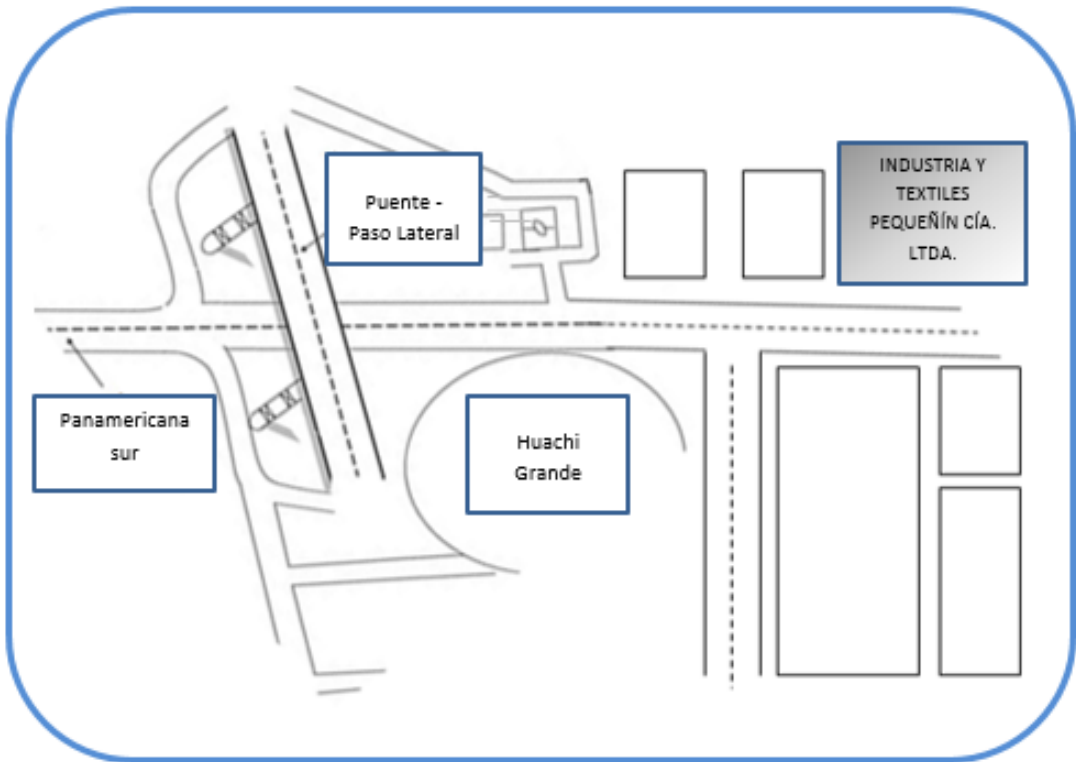 INDUSTRIA Y
TEXTILES
PEQUEÑÍN CÍA.
LTDA.
Puente -
Paso Lateral
Panamericana
sur
Huachi
Grande